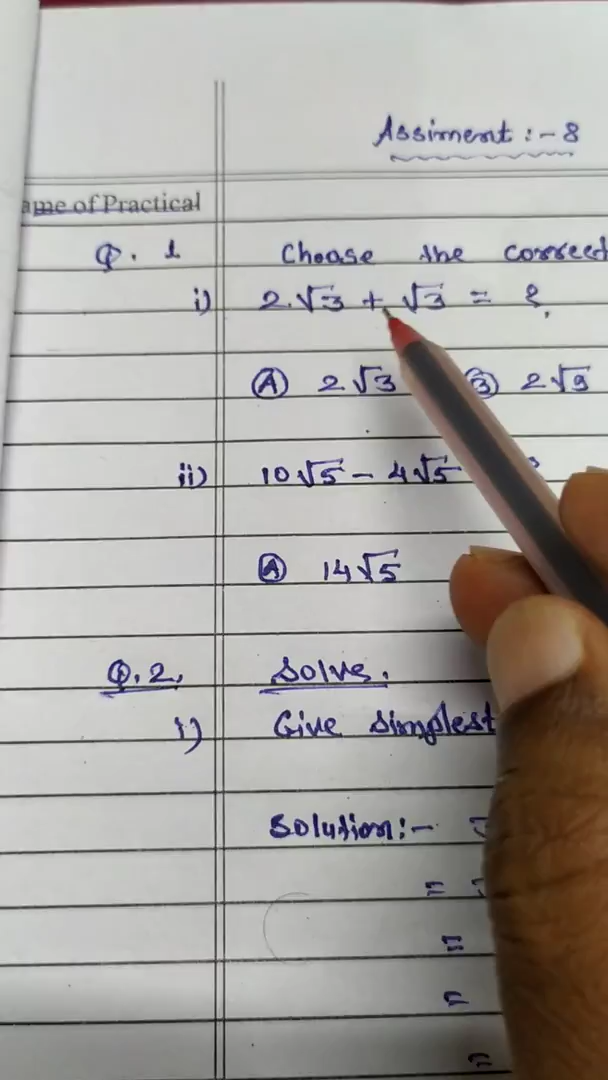 Assiment :- 8
ame of Practical
Q. 1 Choose the correct
i) 2.√3 + √3 = ?
Ⓐ 2√3 Ⓑ 2√9
ii) 10√5 - 4√5 ?
Ⓐ 14√5
Q. 2. Solve.
i) Give simplest
Solution :-
=
=
=
=